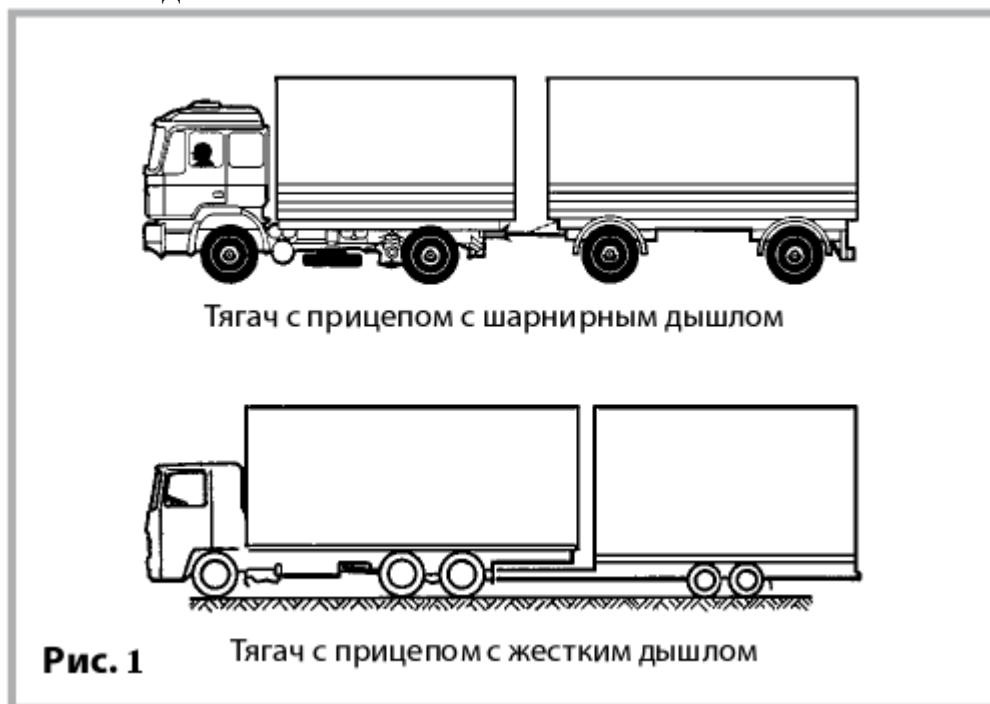 Тягач с прицепом с шарнирным дышлом
Тягач с прицепом с жестким дышлом
Рис. 1